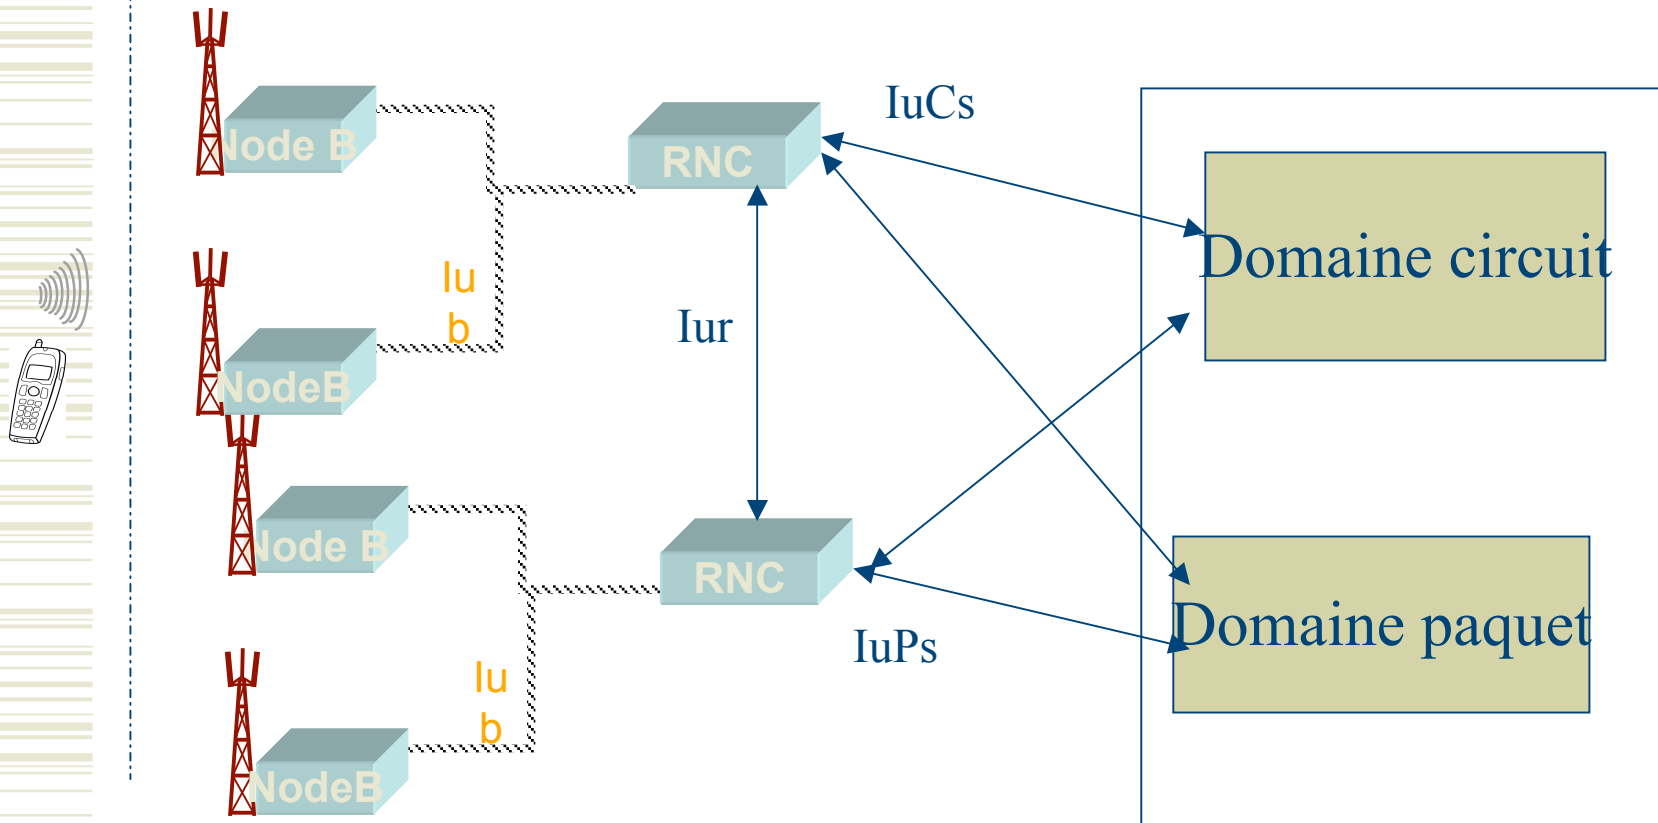 Node B
RNC
IuCs
Domaine circuit
Iu
b
Iur
NodeB
Node B
RNC
Domaine paquet
IuPs
Iu
b
NodeB